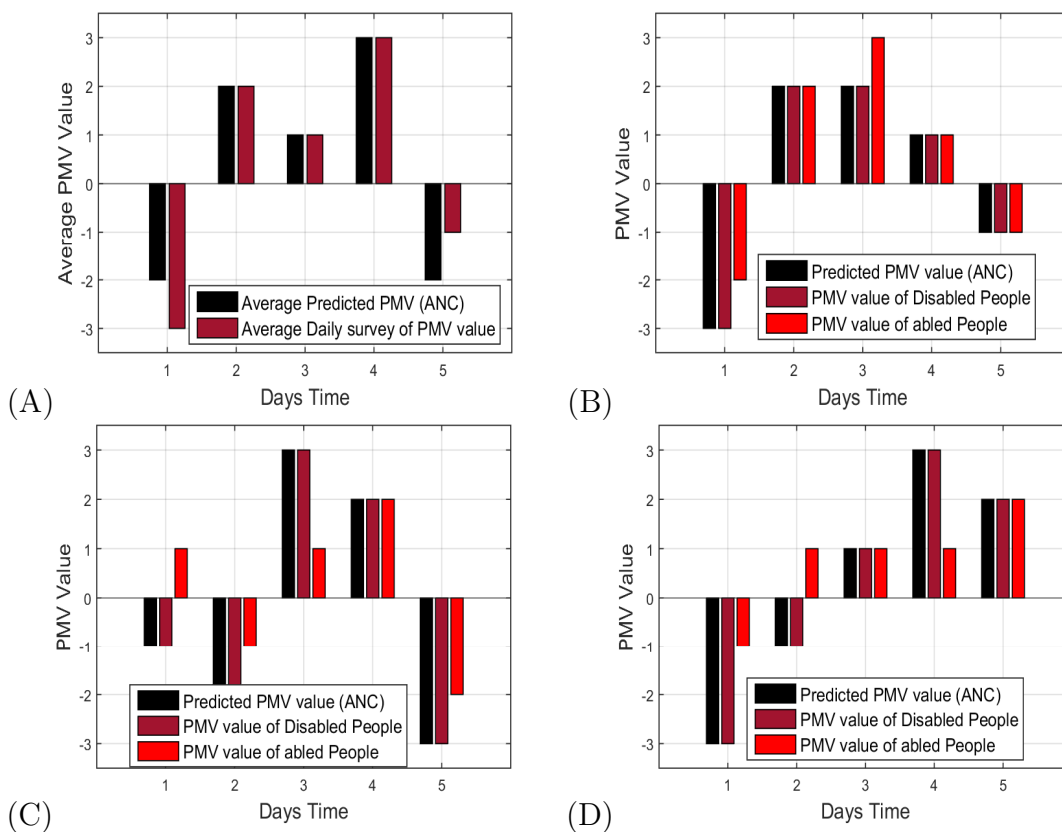 3
2
1
0
-1
-2
-3
Average PMV Value
Average Predicted PMV (ANC)
Average Daily survey of PMV value
1 2 3 4 5
Days Time
(A)
3
2
1
0
-1
-2
-3
PMV Value
Predicted PMV value (ANC)
PMV value of Disabled People
PMV value of abled People
1 2 3 4 5
Days Time
(B)
3
2
1
0
-1
-2
-3
PMV Value
Predicted PMV value (ANC)
PMV value of Disabled People
PMV value of abled People
1 2 3 4 5
Days Time
(C)
3
2
1
0
-1
-2
-3
PMV Value
Predicted PMV value (ANC)
PMV value of Disabled People
PMV value of abled People
1 2 3 4 5
Days Time
(D)